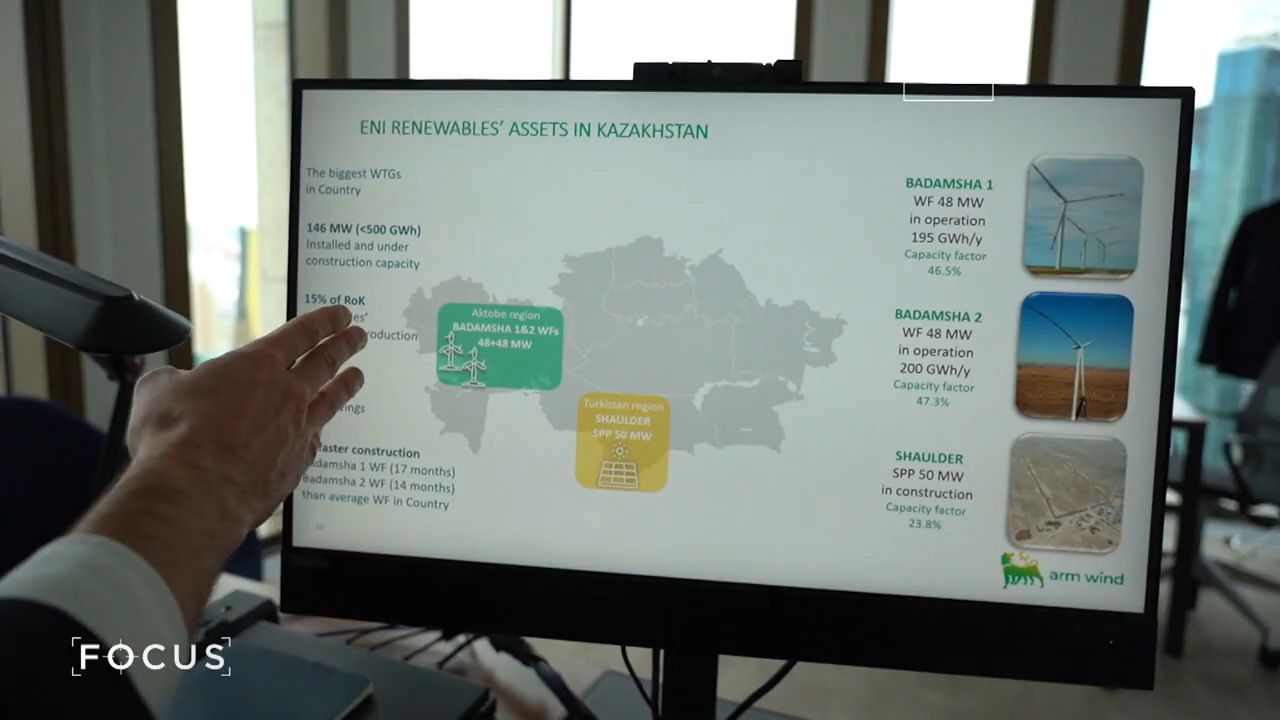 ENI RENEWABLES' ASSETS IN KAZAKHSTAN
The biggest WTGs
in Country
146 MW (<500 GWh)
Installed and under
construction capacity
15% of RoK
faster construction
Badamsha 1 WF (17 months)
Badamsha 2 WF (14 months)
than average WF in Country
10
Aktobe region
BADAMSHA 1&2 WFs
48+48 MW
Turkistan region
SHAULDER
SPP 50 MW
BADAMSHA 1
WF 48 MW
in operation
195 GWh/y
Capacity factor
46.5%
BADAMSHA 2
WF 48 MW
in operation
200 GWh/y
Capacity factor
47.3%
SHAULDER
SPP 50 MW
in construction
Capacity factor
23.8%
arm wind
FOCUS